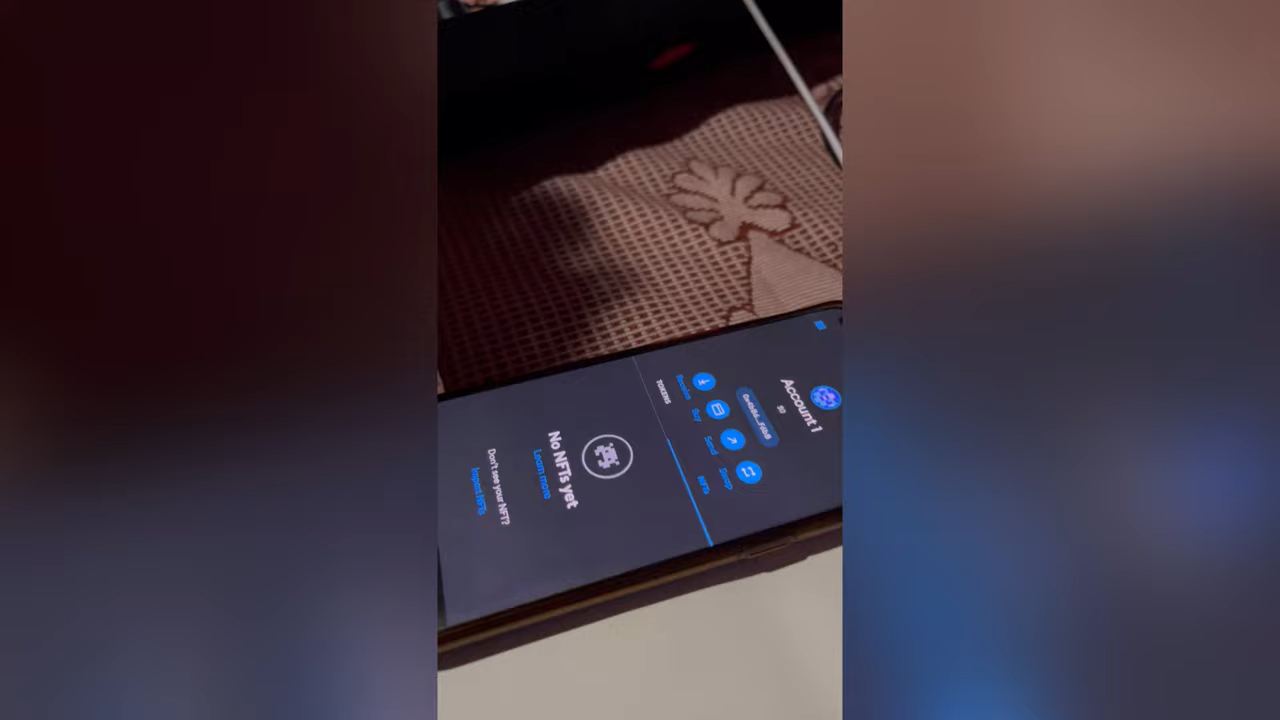 Account 1
$0
Receive
Buy
Send
Swap
TOKENS
NFTs
No NFTs yet
Learn more
Don't see your NFT?
Import NFTs